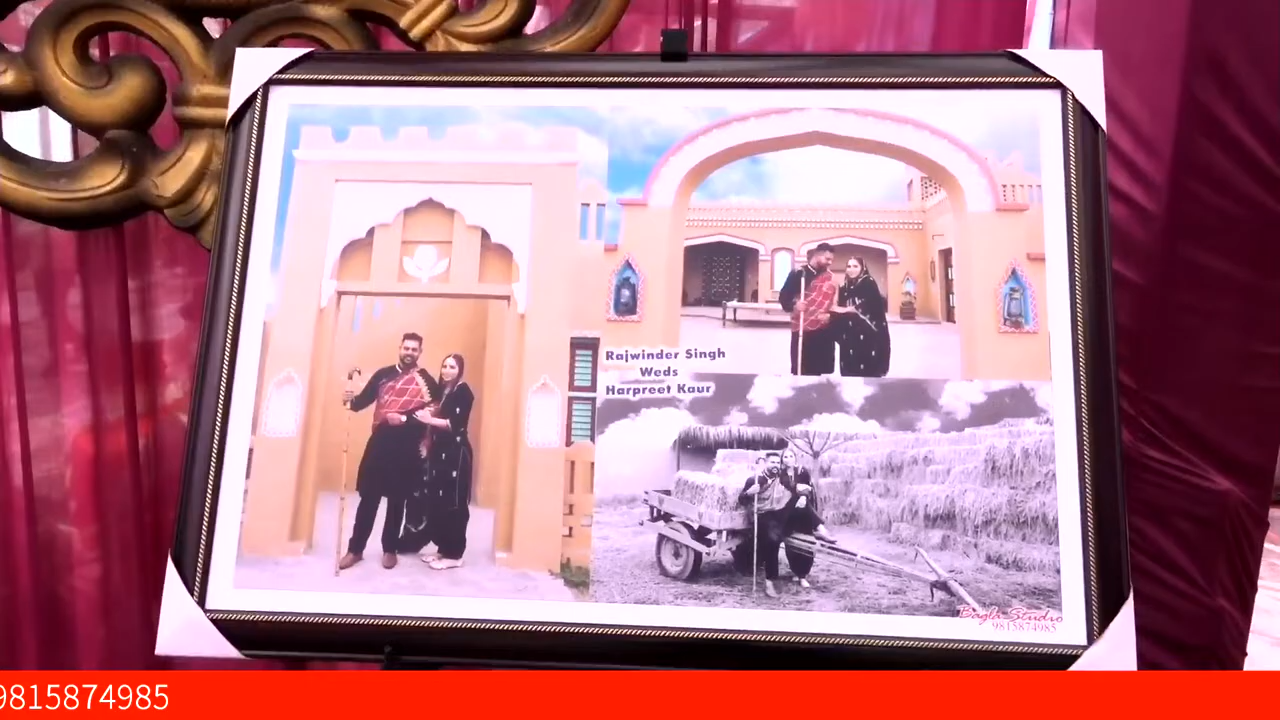 Rajwinder Singh
Weds
Harpreet Kaur
Bagla Studio
9815874985
9815874985